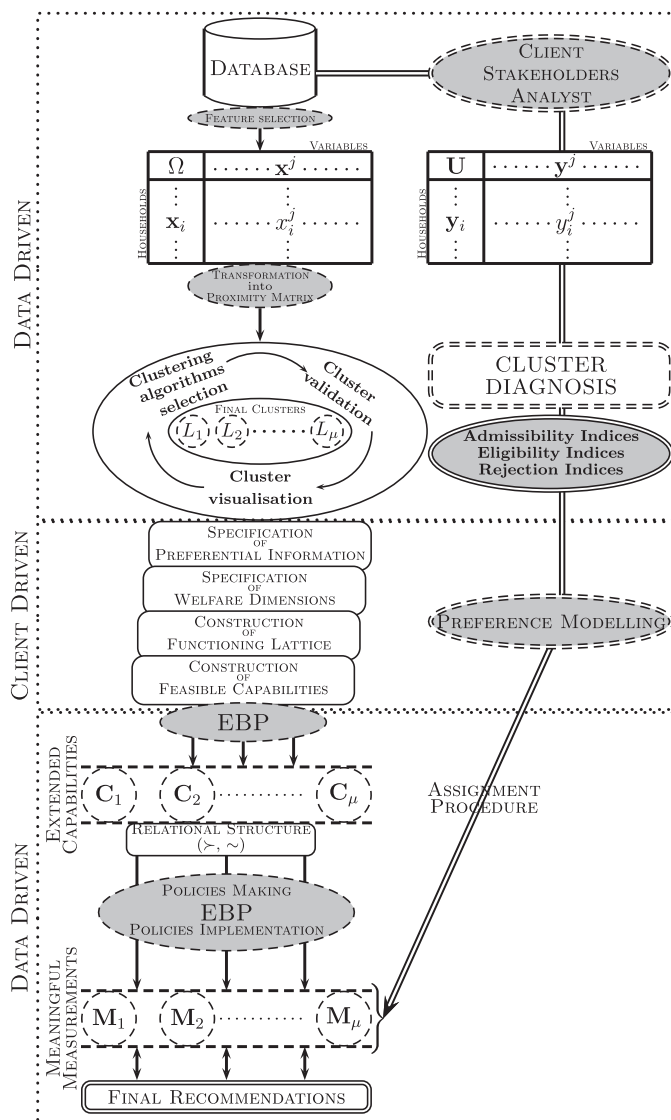 DATABASE
CLIENT
STAKEHOLDERS
ANALYST
FEATURE SELECTION
VARIABLES
Ω ······ x^j ······
HOUSEHOLDS
x_i ······ x_i^j ······
VARIABLES
U ······ y^j ······
HOUSEHOLDS
y_i ······ y_i^j ······
TRANSFORMATION
into
PROXIMITY MATRIX
DATA DRIVEN
Clustering
algorithms
selection
Cluster
validation
FINAL CLUSTERS
L_1 L_2 ······ L_μ
Cluster
visualisation
CLUSTER
DIAGNOSIS
Admissibility Indices
Eligibility Indices
Rejection Indices
CLIENT DRIVEN
SPECIFICATION
OF
PREFERENTIAL INFORMATION
SPECIFICATION
OF
WELFARE DIMENSIONS
CONSTRUCTION
OF
FUNCTIONING LATTICE
CONSTRUCTION
OF
FEASIBLE CAPABILITIES
PREFERENCE MODELLING
EBP
DATA DRIVEN
EXTENDED
CAPABILITIES
C_1 C_2 ·········· C_μ
ASSIGNMENT
PROCEDURE
RELATIONAL STRUCTURE
(≻, ∼)
POLICIES MAKING
EBP
POLICIES IMPLEMENTATION
MEANINGFUL
MEASUREMENTS
M_1 M_2 ·········· M_μ
FINAL RECOMMENDATIONS